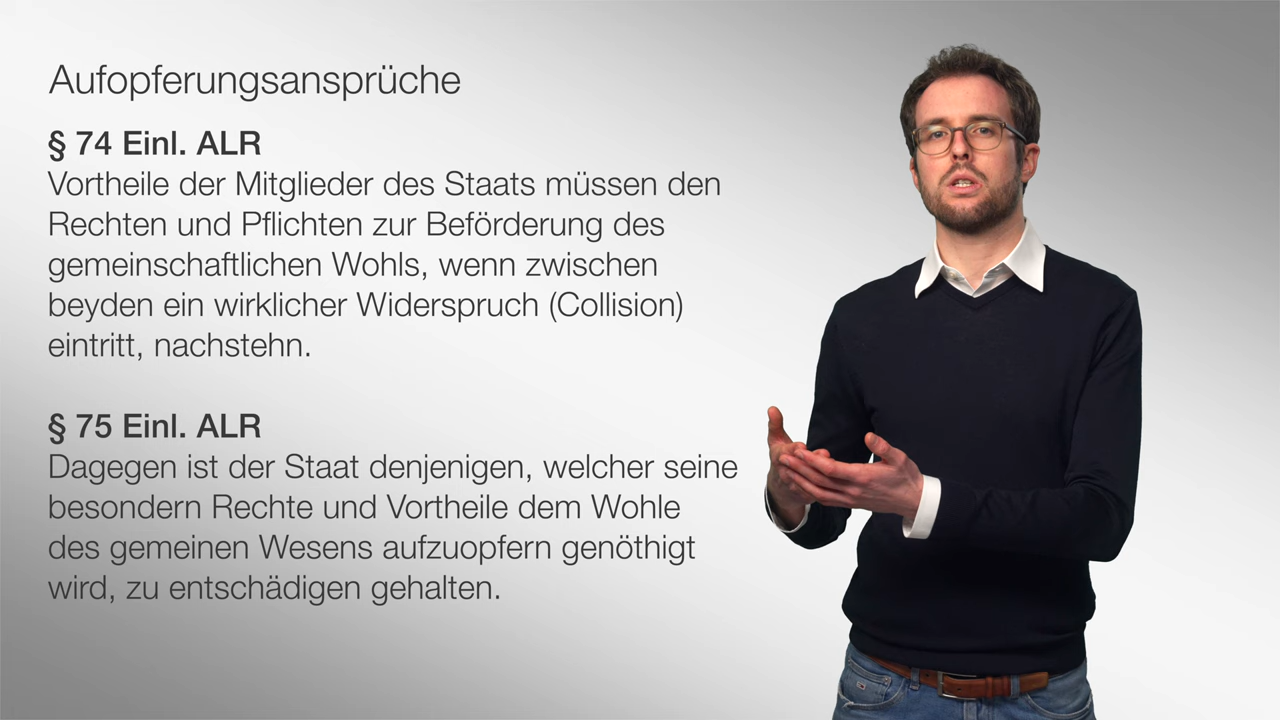 Aufopferungsansprüche
§ 74 Einl. ALR
Vortheile der Mitglieder des Staats müssen den
Rechten und Pflichten zur Beförderung des
gemeinschaftlichen Wohls, wenn zwischen
beyden ein wirklicher Widerspruch (Collision)
eintritt, nachstehn.
§ 75 Einl. ALR
Dagegen ist der Staat denjenigen, welcher seine
besondern Rechte und Vortheile dem Wohle
des gemeinen Wesens aufzuopfern genöthigt
wird, zu entschädigen gehalten.